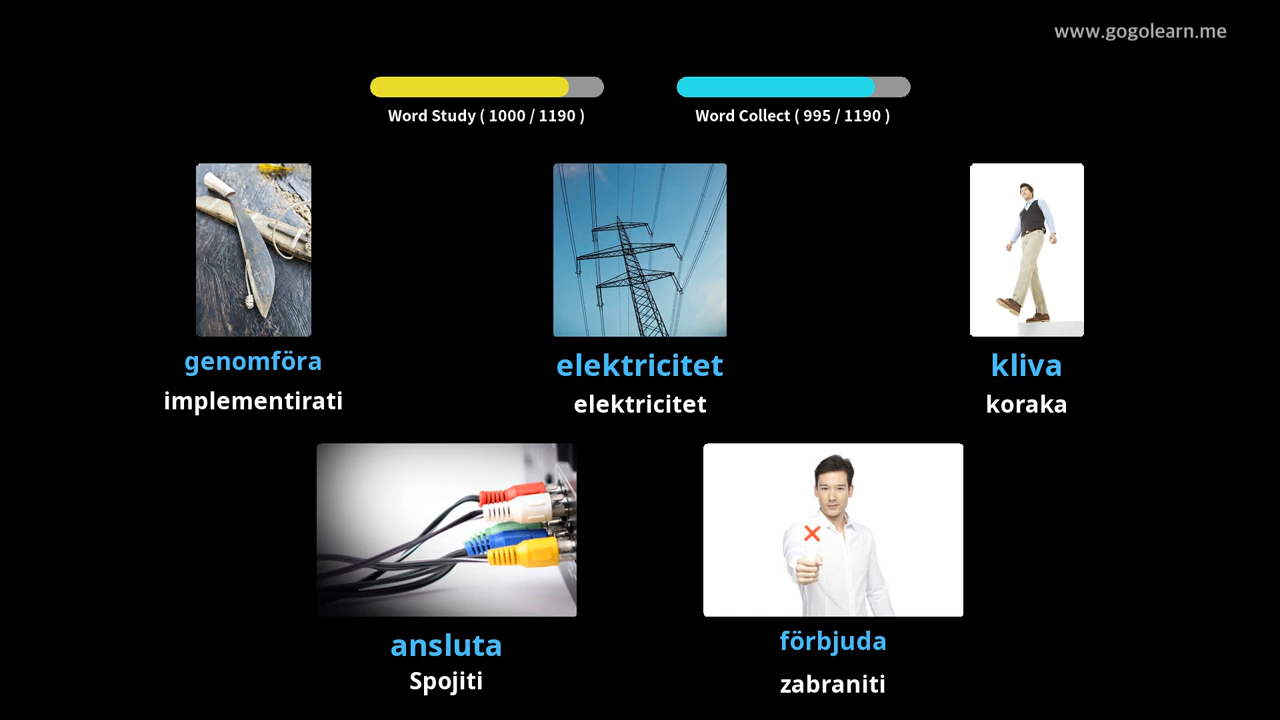 www.gogolearn.me
Word Study ( 1000 / 1190 )
Word Collect ( 995 / 1190 )
genomföra
implementirati
elektricitet
elektricitet
kliva
koraka
ansluta
Spojiti
förbjuda
zabraniti